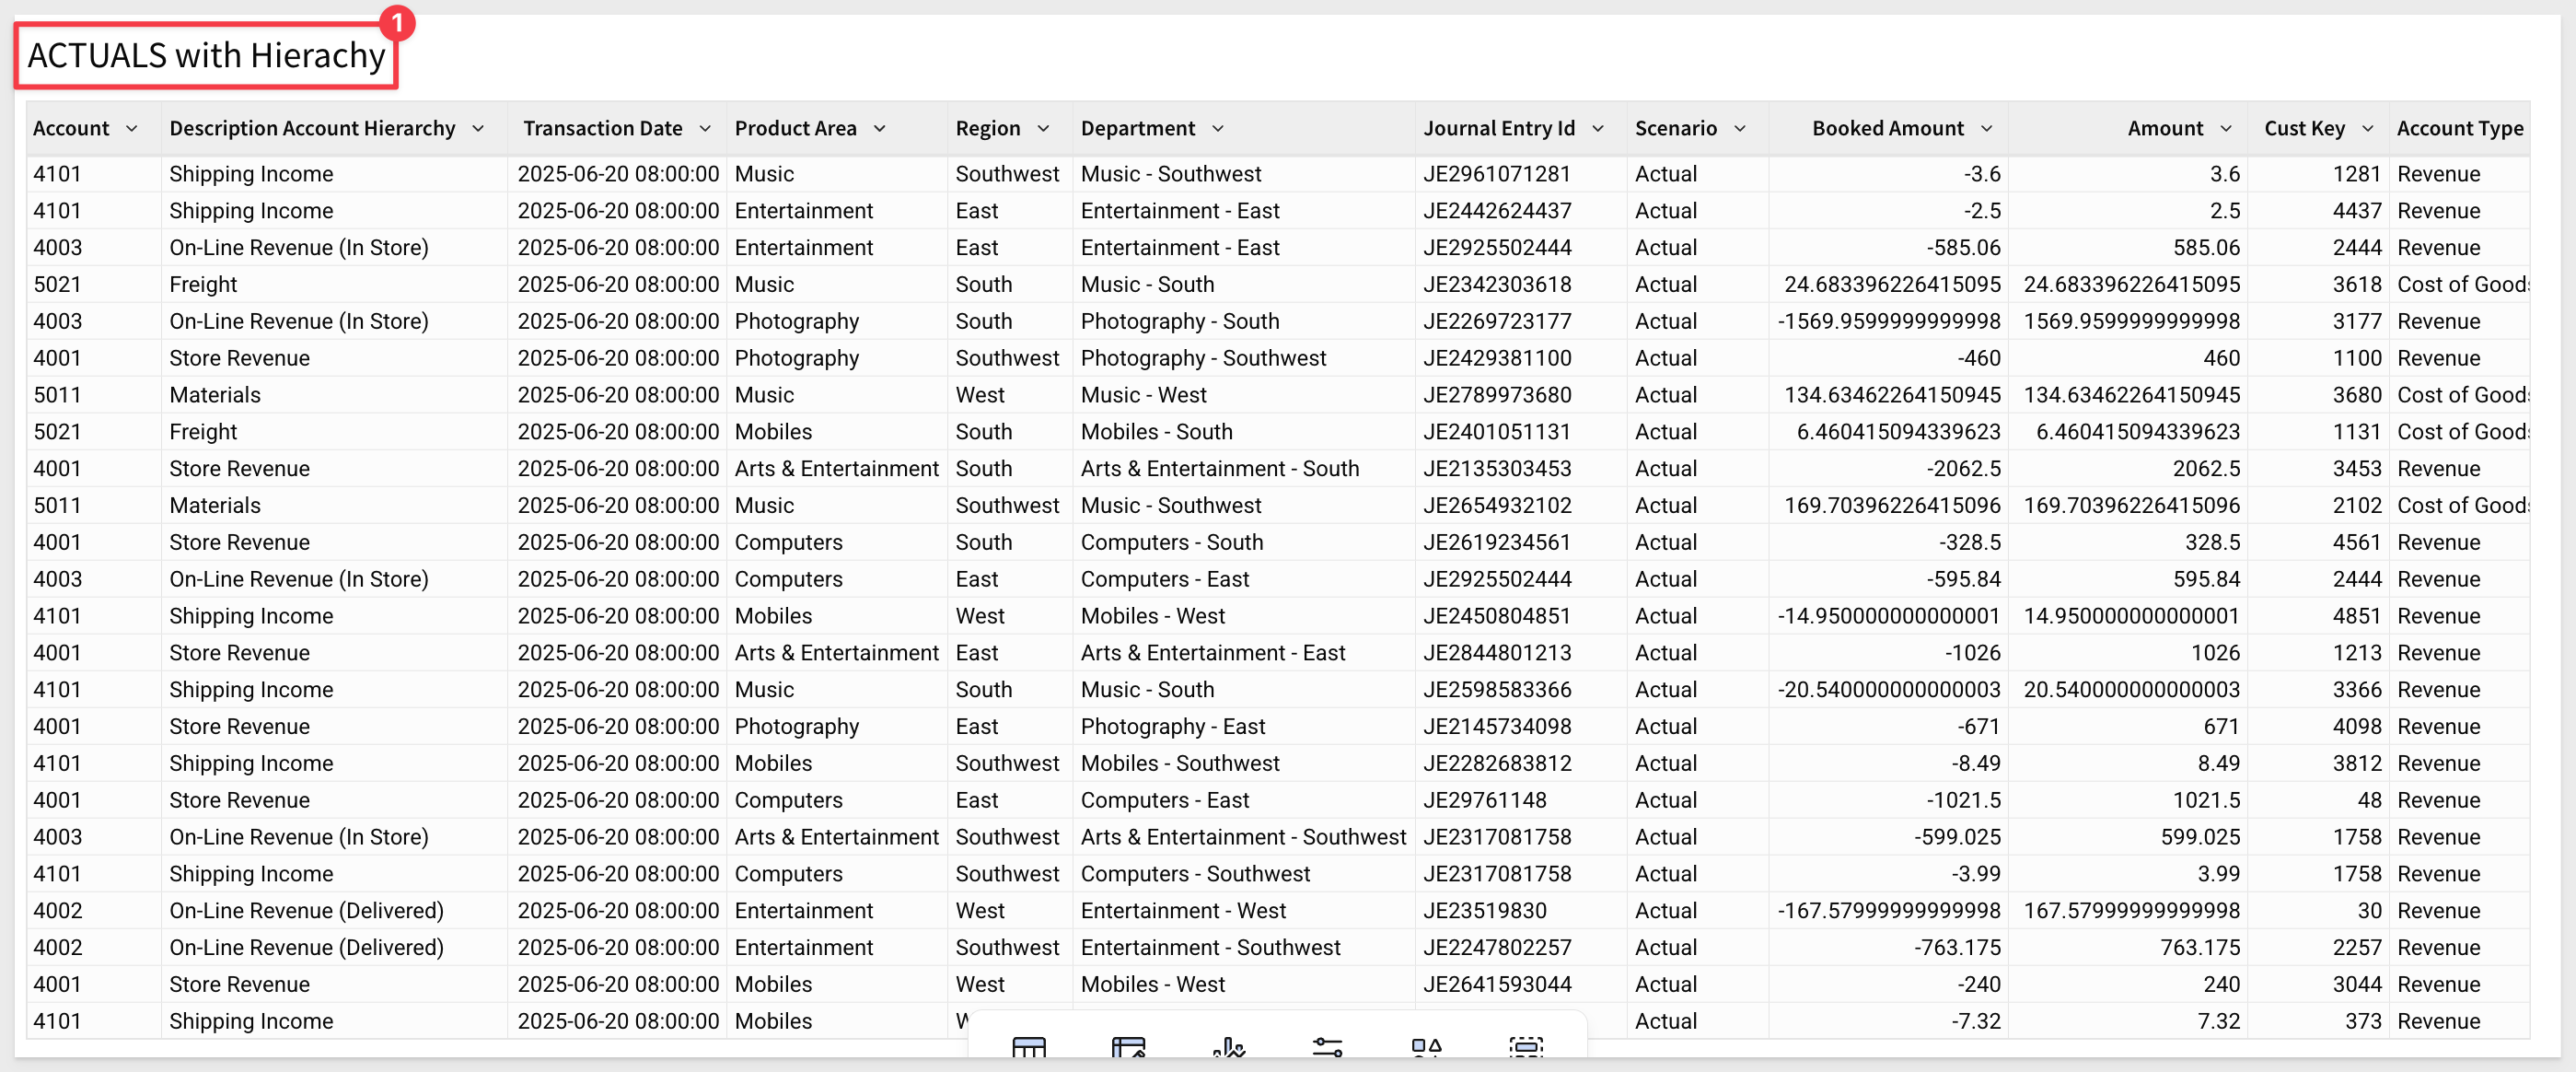 1
ACTUALS with Hierachy
Account Description Account Hierarchy Transaction Date Product Area Region Department Journal Entry Id Scenario Booked Amount Amount Cust Key Account Type
4101 Shipping Income 2025-06-20 08:00:00 Music Southwest Music - Southwest JE2961071281 Actual -3.6 3.6 1281 Revenue
4101 Shipping Income 2025-06-20 08:00:00 Entertainment East Entertainment - East JE2442624437 Actual -2.5 2.5 4437 Revenue
4003 On-Line Revenue (In Store) 2025-06-20 08:00:00 Entertainment East Entertainment - East JE2925502444 Actual -585.06 585.06 2444 Revenue
5021 Freight 2025-06-20 08:00:00 Music South Music - South JE2342303618 Actual 24.683396226415095 24.683396226415095 3618 Cost of Goods
4003 On-Line Revenue (In Store) 2025-06-20 08:00:00 Photography South Photography - South JE2269723177 Actual -1569.9599999999998 1569.9599999999998 3177 Revenue
4001 Store Revenue 2025-06-20 08:00:00 Photography Southwest Photography - Southwest JE2429381100 Actual -460 460 1100 Revenue
5011 Materials 2025-06-20 08:00:00 Music West Music - West JE2789973680 Actual 134.63462264150945 134.63462264150945 3680 Cost of Goods
5021 Freight 2025-06-20 08:00:00 Mobiles South Mobiles - South JE2401051131 Actual 6.460415094339623 6.460415094339623 1131 Cost of Goods
4001 Store Revenue 2025-06-20 08:00:00 Arts & Entertainment South Arts & Entertainment - South JE2135303453 Actual -2062.5 2062.5 3453 Revenue
5011 Materials 2025-06-20 08:00:00 Music Southwest Music - Southwest JE2654932102 Actual 169.70396226415096 169.70396226415096 2102 Cost of Goods
4001 Store Revenue 2025-06-20 08:00:00 Computers South Computers - South JE2619234561 Actual -328.5 328.5 4561 Revenue
4003 On-Line Revenue (In Store) 2025-06-20 08:00:00 Computers East Computers - East JE2925502444 Actual -595.84 595.84 2444 Revenue
4101 Shipping Income 2025-06-20 08:00:00 Mobiles West Mobiles - West JE2450804851 Actual -14.950000000000001 14.950000000000001 4851 Revenue
4001 Store Revenue 2025-06-20 08:00:00 Arts & Entertainment East Arts & Entertainment - East JE2844801213 Actual -1026 1026 1213 Revenue
4101 Shipping Income 2025-06-20 08:00:00 Music South Music - South JE2598583366 Actual -20.540000000000003 20.540000000000003 3366 Revenue
4001 Store Revenue 2025-06-20 08:00:00 Photography East Photography - East JE2145734098 Actual -671 671 4098 Revenue
4101 Shipping Income 2025-06-20 08:00:00 Mobiles Southwest Mobiles - Southwest JE2282683812 Actual -8.49 8.49 3812 Revenue
4001 Store Revenue 2025-06-20 08:00:00 Computers East Computers - East JE29761148 Actual -1021.5 1021.5 48 Revenue
4003 On-Line Revenue (In Store) 2025-06-20 08:00:00 Arts & Entertainment Southwest Arts & Entertainment - Southwest JE2317081758 Actual -599.025 599.025 1758 Revenue
4101 Shipping Income 2025-06-20 08:00:00 Computers Southwest Computers - Southwest JE2317081758 Actual -3.99 3.99 1758 Revenue
4002 On-Line Revenue (Delivered) 2025-06-20 08:00:00 Entertainment West Entertainment - West JE23519830 Actual -167.57999999999998 167.57999999999998 30 Revenue
4002 On-Line Revenue (Delivered) 2025-06-20 08:00:00 Entertainment Southwest Entertainment - Southwest JE2247802257 Actual -763.175 763.175 2257 Revenue
4001 Store Revenue 2025-06-20 08:00:00 Mobiles West Mobiles - West JE2641593044 Actual -240 240 3044 Revenue
4101 Shipping Income 2025-06-20 08:00:00 Mobiles Actual -7.32 7.32 373 Revenue